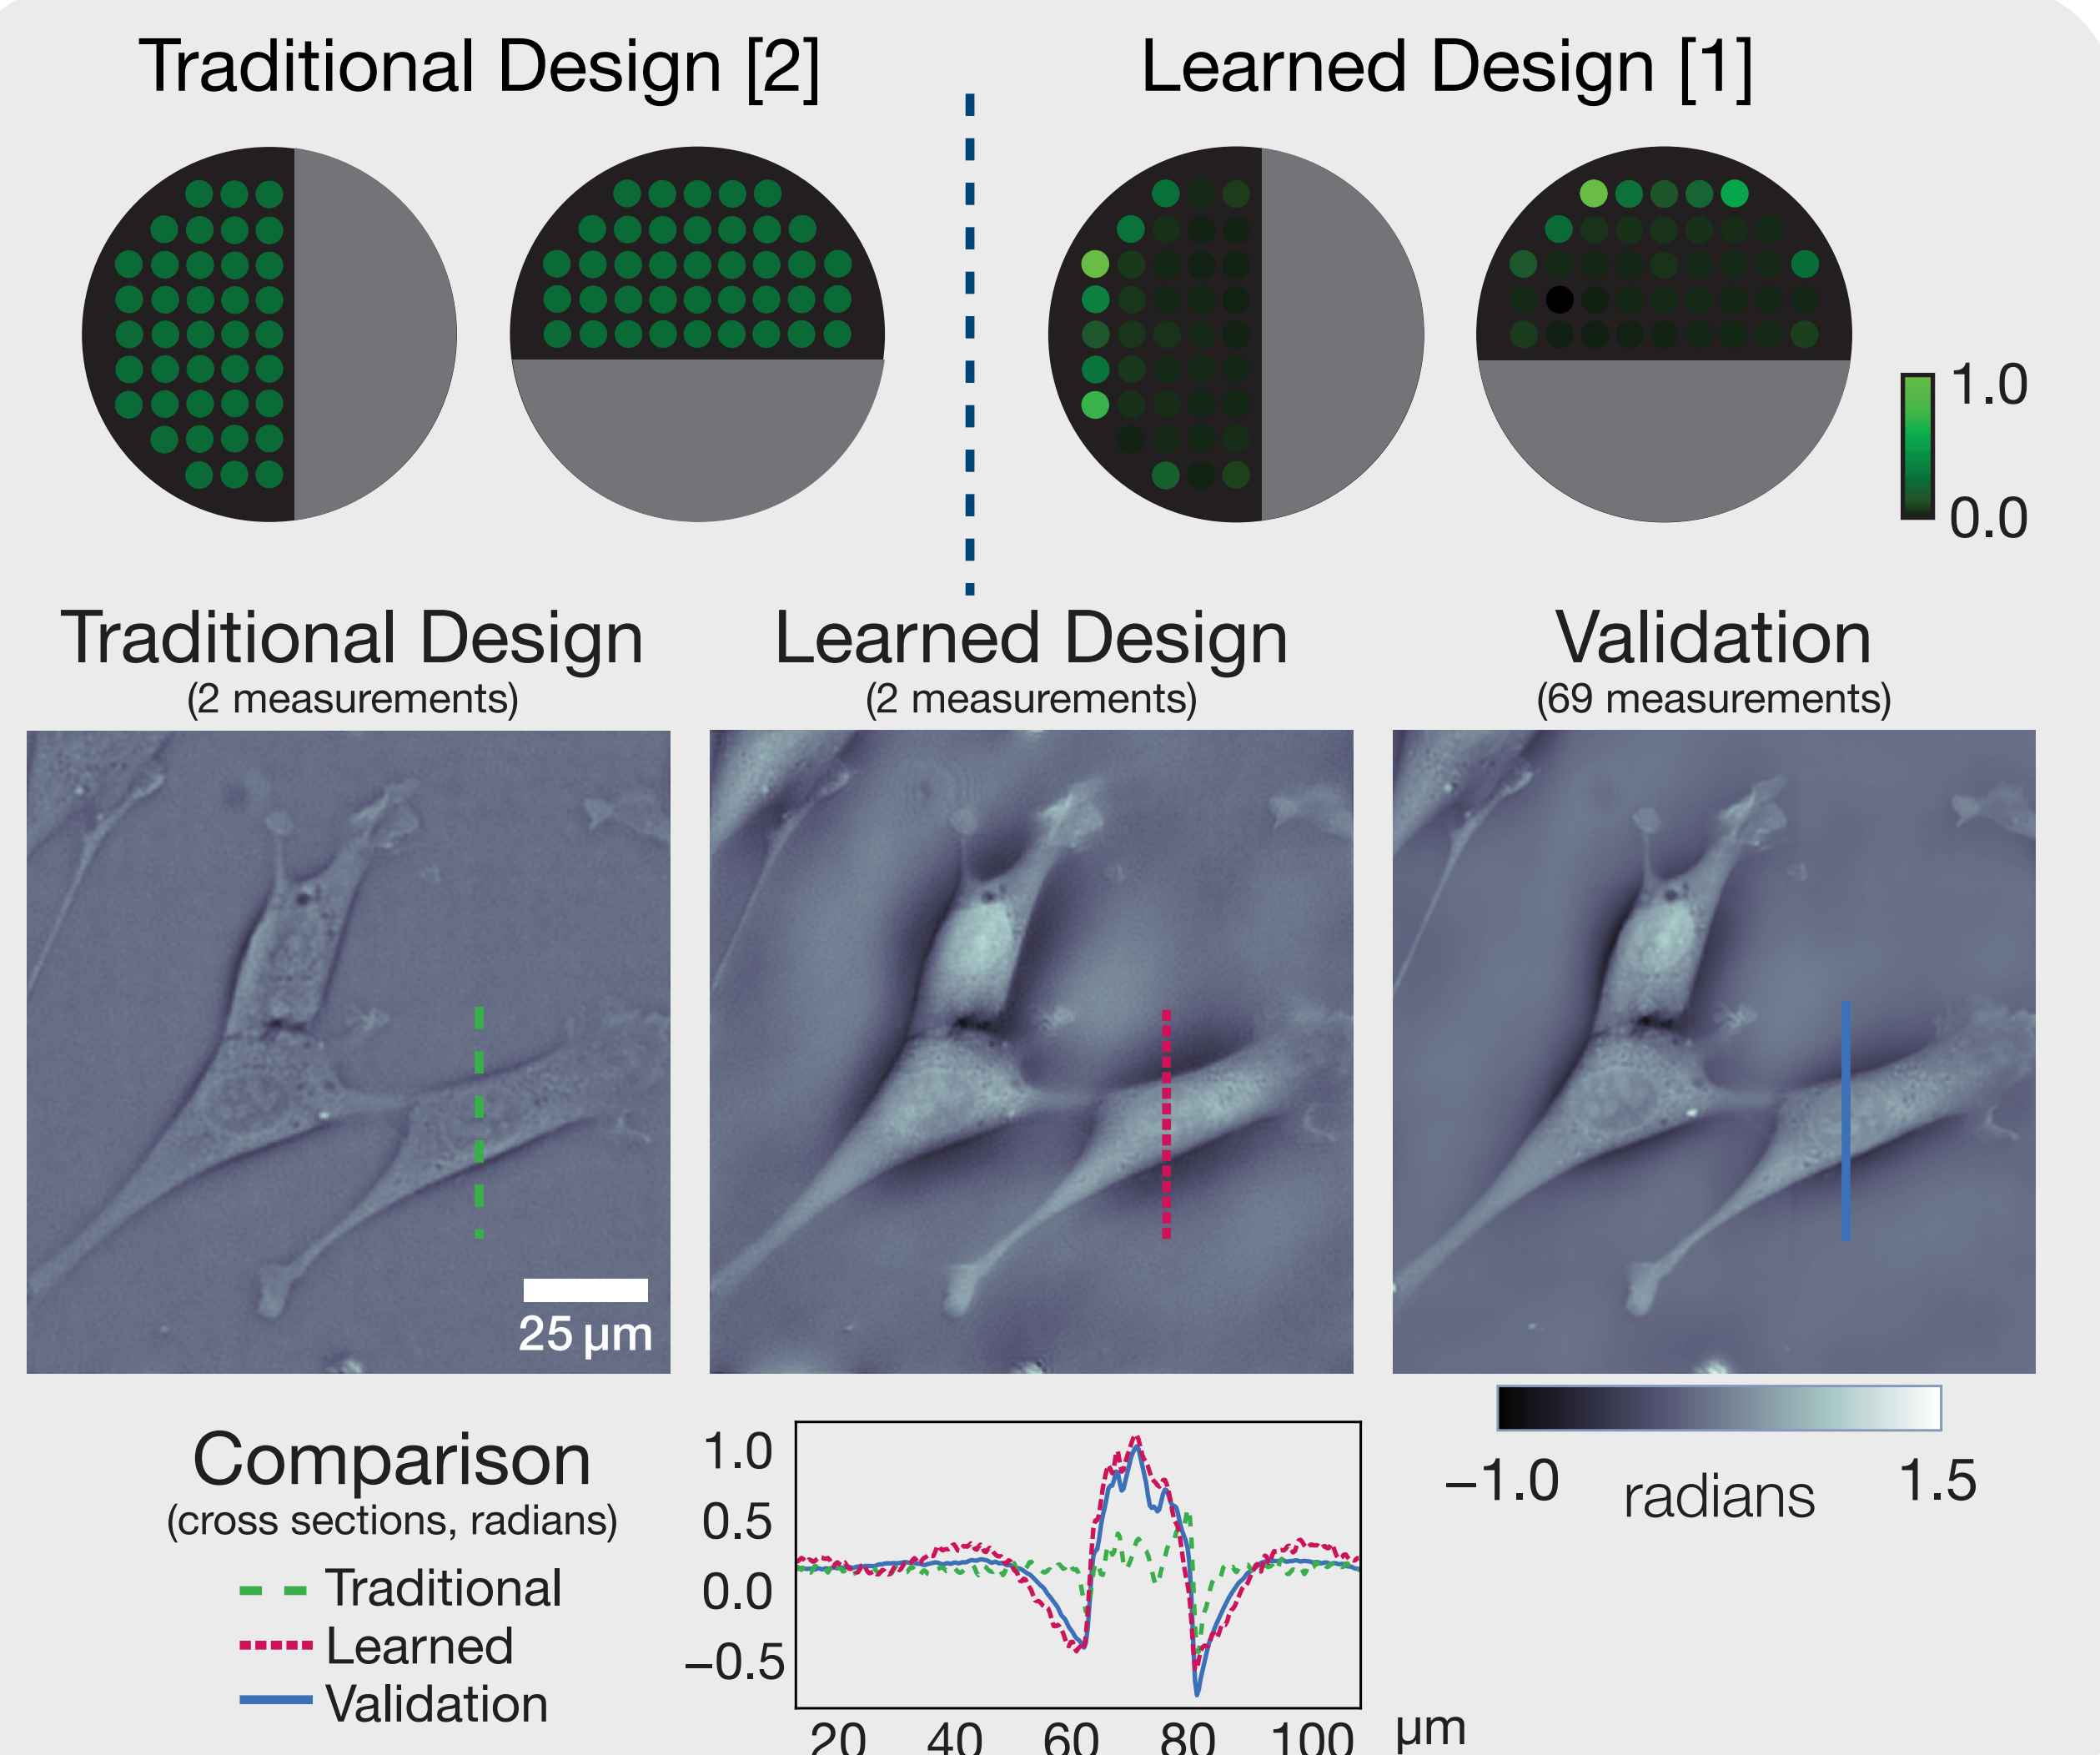 Traditional Design [2]
Learned Design [1]
1.0
0.0
Traditional Design
(2 measurements)
Learned Design
(2 measurements)
Validation
(69 measurements)
25 µm
−1.0
radians
1.5
Comparison
(cross sections, radians)
Traditional
Learned
Validation
1.0
0.5
0.0
−0.5
20 40 60 80 100 µm